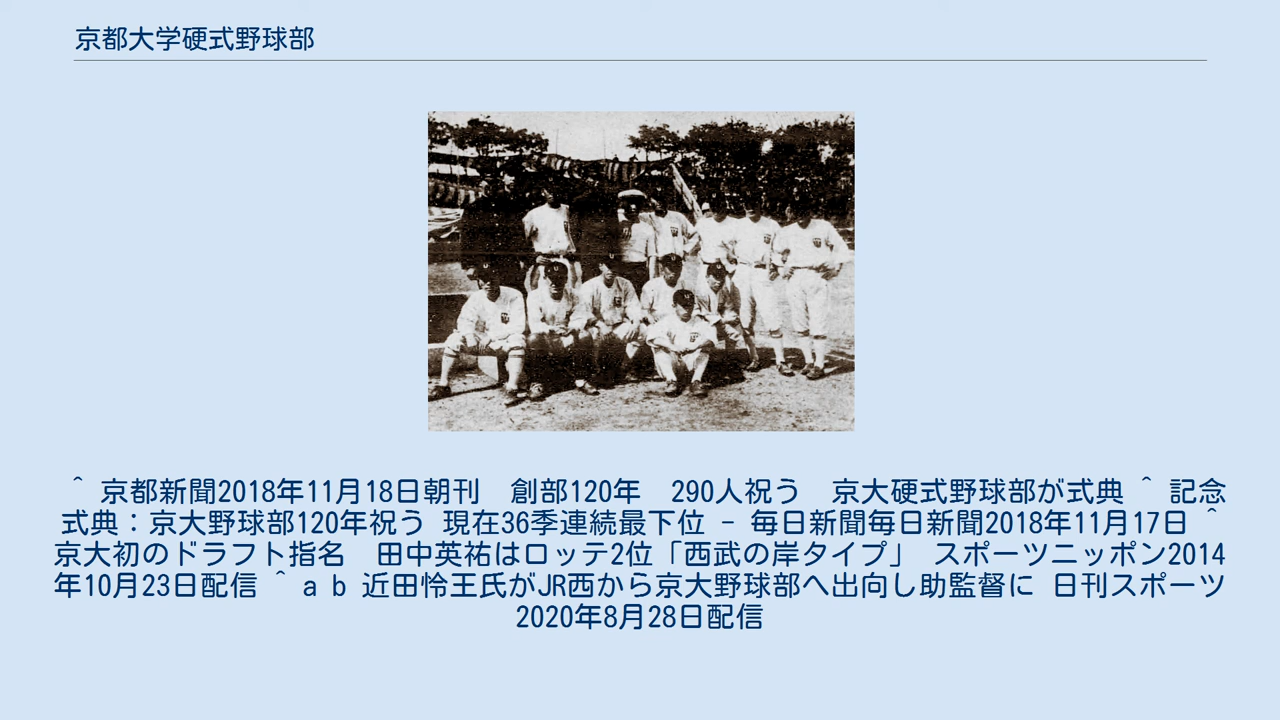 京都大学硬式野球部
^ 京都新聞2018年11月18日朝刊　創部120年　290人祝う　京大硬式野球部が式典 ^ 記念
式典：京大野球部120年祝う 現在36季連続最下位 - 毎日新聞毎日新聞2018年11月17日 ^
京大初のドラフト指名　田中英祐はロッテ2位「西武の岸タイプ」 スポーツニッポン2014
年10月23日配信 ^ a b 近田怜王氏がJR西から京大野球部へ出向し助監督に 日刊スポーツ
2020年8月28日配信